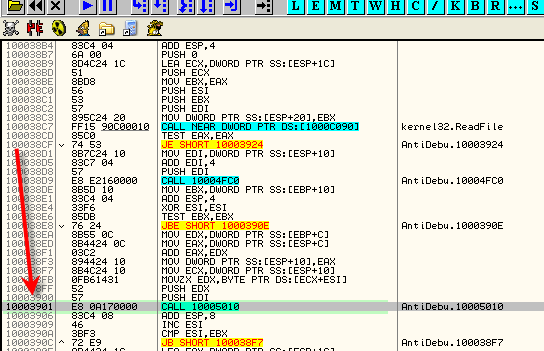 L E M T W H C / K B R ... S
100038B4 83C4 04 ADD ESP,4
100038B7 6A 00 PUSH 0
100038B9 8D4C24 1C LEA ECX,DWORD PTR SS:[ESP+1C]
100038BD 51 PUSH ECX
100038BE 8BD8 MOV EBX,EAX
100038C0 56 PUSH ESI
100038C1 53 PUSH EBX
100038C2 57 PUSH EDI
100038C3 895C24 20 MOV DWORD PTR SS:[ESP+20],EBX
100038C7 FF15 90C00010 CALL NEAR DWORD PTR DS:[1000C090] kernel32.ReadFile
100038CD 85C0 TEST EAX,EAX
100038CF 74 53 JE SHORT 10003924 AntiDebu.10003924
100038D1 8B7C24 10 MOV EDI,DWORD PTR SS:[ESP+10]
100038D5 83C7 04 ADD EDI,4
100038D8 57 PUSH EDI
100038D9 E8 E2160000 CALL 10004FC0 AntiDebu.10004FC0
100038DE 8B5D 10 MOV EBX,DWORD PTR SS:[EBP+10]
100038E1 83C4 04 ADD ESP,4
100038E4 33F6 XOR ESI,ESI
100038E6 85DB TEST EBX,EBX
100038E8 76 24 JBE SHORT 1000390E AntiDebu.1000390E
100038EA 8B55 0C MOV EDX,DWORD PTR SS:[EBP+C]
100038ED 8B4424 0C MOV EAX,DWORD PTR SS:[ESP+C]
100038F1 03C2 ADD EAX,EDX
100038F3 894424 10 MOV DWORD PTR SS:[ESP+10],EAX
100038F7 8B4C24 10 MOV ECX,DWORD PTR SS:[ESP+10]
100038FB 0FB61431 MOVZX EDX,BYTE PTR DS:[ECX+ESI]
100038FF 52 PUSH EDX
10003900 57 PUSH EDI
10003901 E8 0A170000 CALL 10005010 AntiDebu.10005010
10003906 83C4 08 ADD ESP,8
10003909 46 INC ESI
1000390A 3BF3 CMP ESI,EBX
1000390C 72 E9 JB SHORT 100038F7 AntiDebu.100038F7